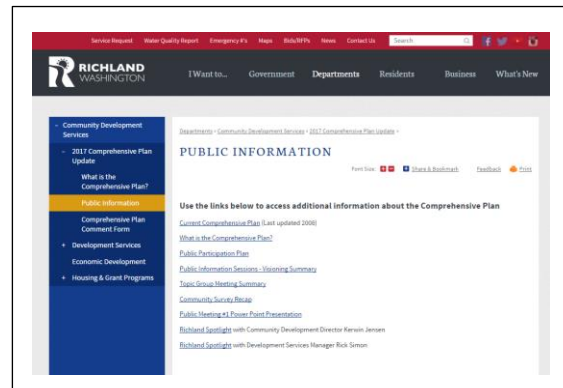 Service Request Water Quality Report Emergency #'s Maps Bids/RFPs News Contact Us Search
RICHLAND
WASHINGTON
I Want to... Government Departments Residents Business What's New
- Community Development
Services
- 2017 Comprehensive Plan
Update
What is the
Comprehensive Plan?
Public Information
Comprehensive Plan
Comment Form
+ Development Services
Economic Development
+ Housing & Grant Programs
Departments › Community Development Services › 2017 Comprehensive Plan Update ›
PUBLIC INFORMATION
Font Size: + - Share & Bookmark Feedback Print
Use the links below to access additional information about the Comprehensive Plan
Current Comprehensive Plan (Last updated 2008)
What is the Comprehensive Plan?
Public Participation Plan
Public Information Sessions - Visioning Summary
Topic Group Meeting Summary
Community Survey Recap
Public Meeting #1 Power Point Presentation
Richland Spotlight with Community Development Director Kerwin Jensen
Richland Spotlight with Development Services Manager Rick Simon